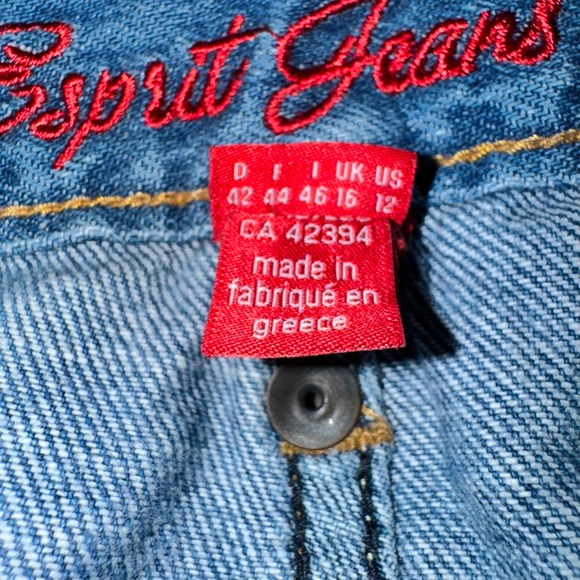 Esprit Jeans
D F I UK US
42 44 46 16 12
CA 42394
made in
fabriqué en
greece